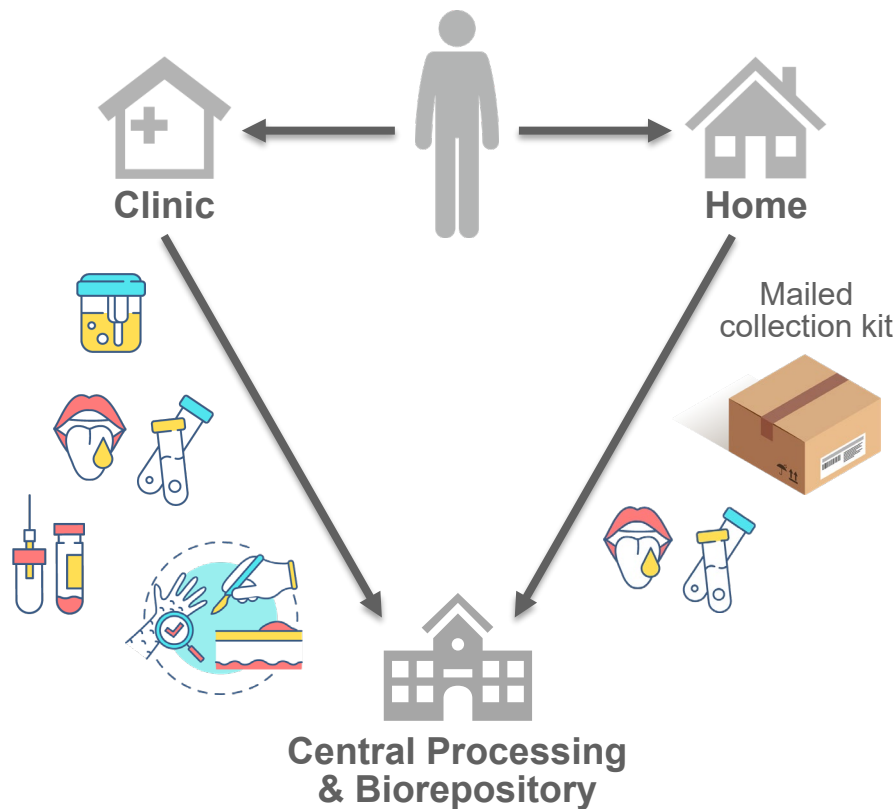 Clinic
Home
Mailed
collection kit
Central Processing
& Biorepository